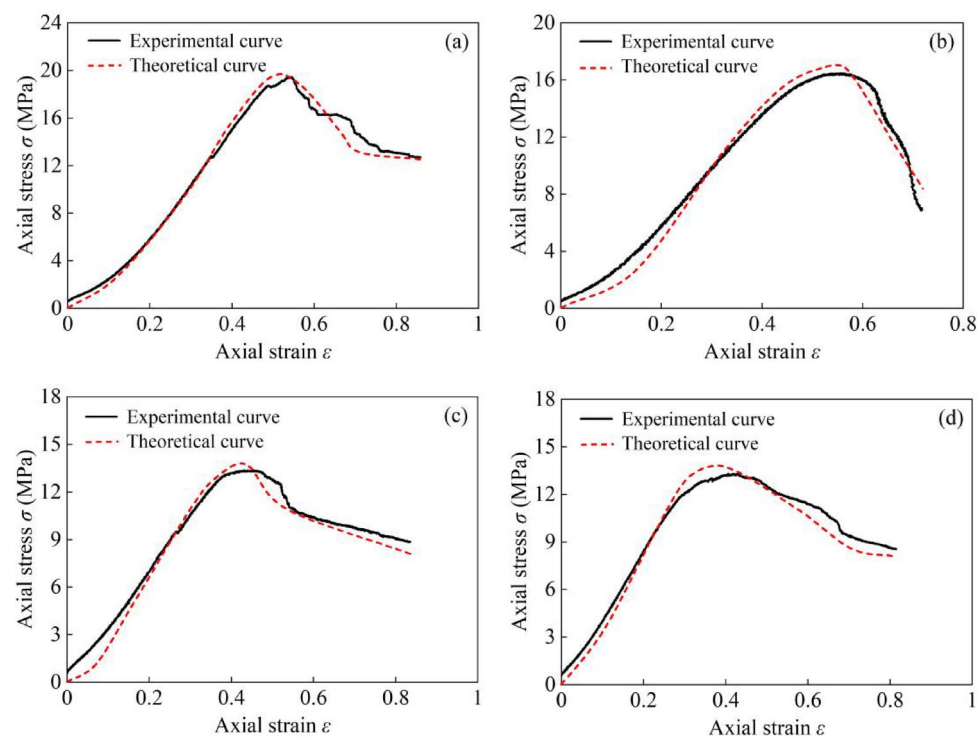 24
20
16
12
8
4
0
Axial stress σ (MPa)
Experimental curve
Theoretical curve
(a)
0 0.2 0.4 0.6 0.8 1
Axial strain ε
20
16
12
8
4
0
Axial stress σ (MPa)
Experimental curve
Theoretical curve
(b)
0 0.2 0.4 0.6 0.8
Axial strain ε
18
15
12
9
6
3
0
Axial stress σ (MPa)
Experimental curve
Theoretical curve
(c)
0 0.2 0.4 0.6 0.8 1
Axial strain ε
18
15
12
9
6
3
0
Axial stress σ (MPa)
Experimental curve
Theoretical curve
(d)
0 0.2 0.4 0.6 0.8 1
Axial strain ε